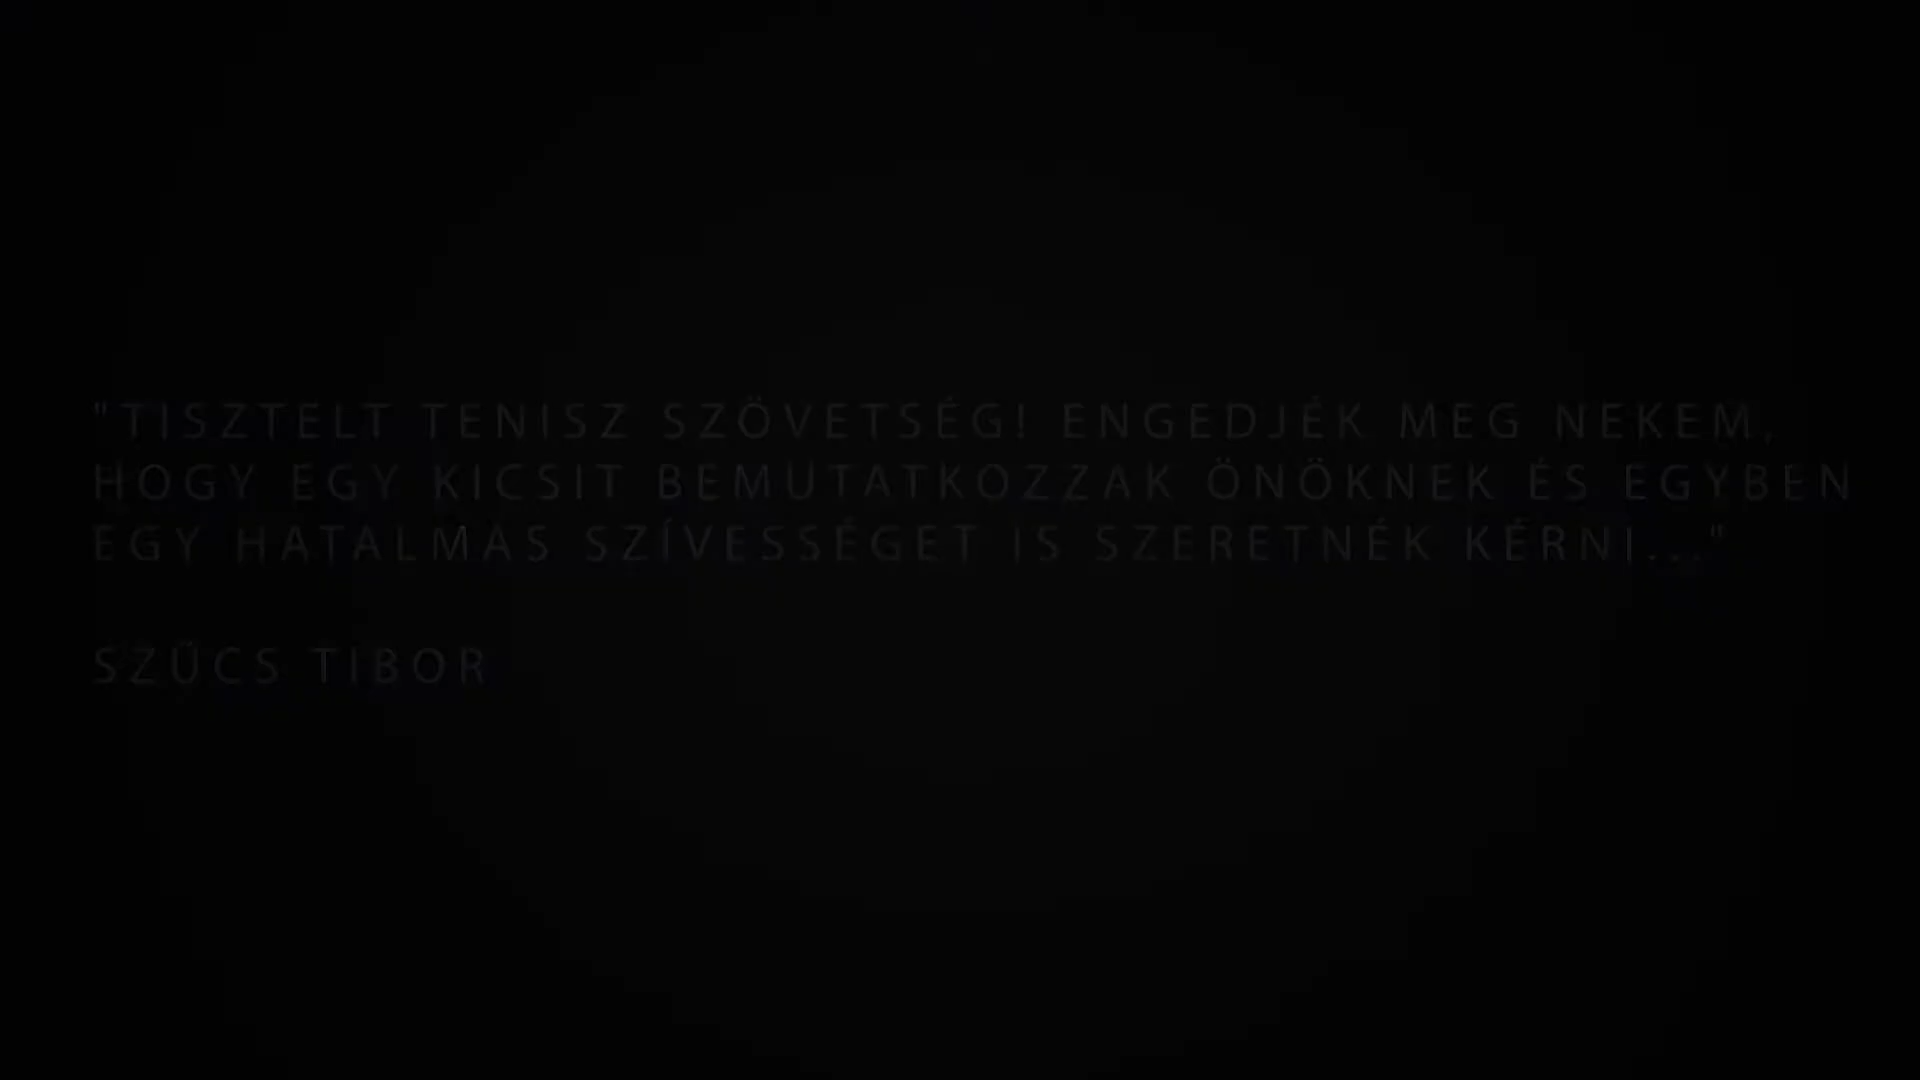 "TISZTELT TENISZ SZÖVETSÉG! ENGEDJÉK MEG NEKEM,
HOGY EGY KICSIT BEMUTATKOZZAK ÖNÖKNEK ÉS EGYBEN
EGY HATALMAS SZÍVESSÉGET IS SZERETNÉK KÉRNI..."
SZŰCS TIBOR